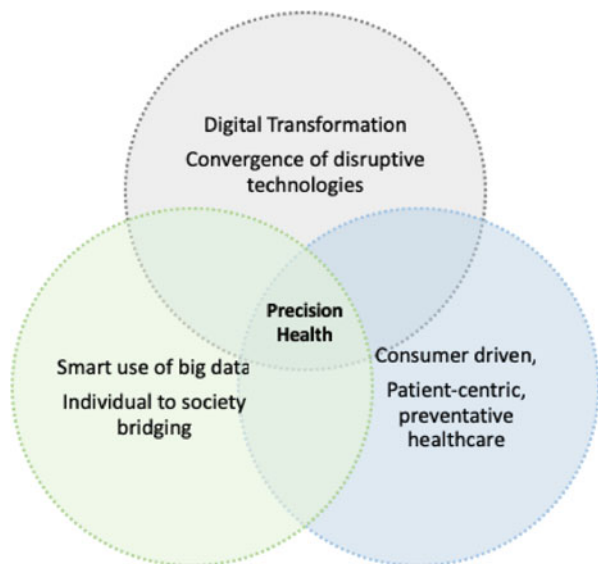 Digital Transformation
Convergence of disruptive
technologies
Precision
Health
Smart use of big data
Individual to society
bridging
Consumer driven,
Patient-centric,
preventative
healthcare